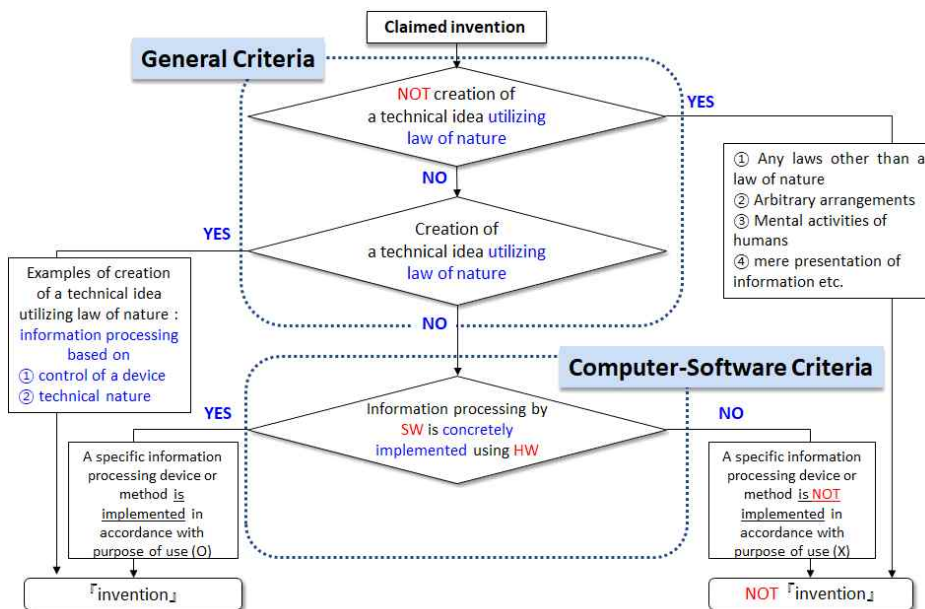 Claimed invention
General Criteria
NOT creation of
a technical idea utilizing
law of nature
YES
① Any laws other than a
law of nature
② Arbitrary arrangements
③ Mental activities of
humans
④ mere presentation of
information etc.
NO
Creation of
a technical idea utilizing
law of nature
YES
Examples of creation
of a technical idea
utilizing law of nature :
information processing
based on
① control of a device
② technical nature
NO
Computer-Software Criteria
Information processing by
SW is concretely
implemented using HW
YES
NO
A specific information
processing device or
method is
implemented in
accordance with
purpose of use (O)
A specific information
processing device or
method is NOT
implemented in
accordance with
purpose of use (X)
『invention』
NOT 『invention』